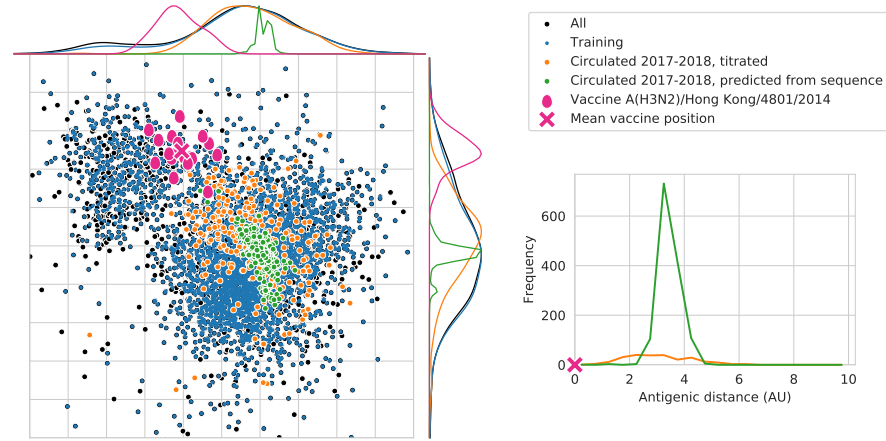 All
Training
Circulated 2017-2018, titrated
Circulated 2017-2018, predicted from sequence
Vaccine A(H3N2)/Hong Kong/4801/2014
Mean vaccine position
600
400
200
0
Frequency
0 2 4 6 8 10
Antigenic distance (AU)